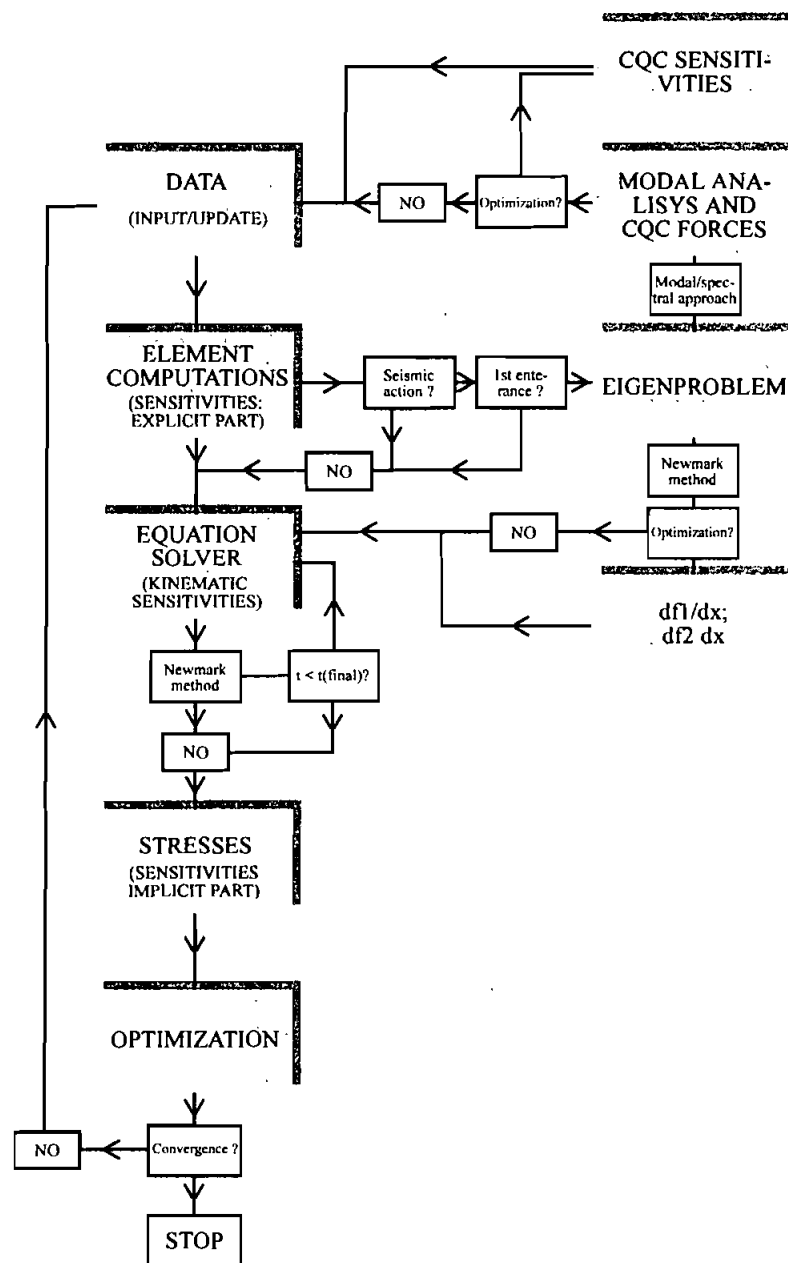 CQC SENSITI-
VITIES
DATA
(INPUT/UPDATE)
NO
Optimization?
MODAL ANA-
LISYS AND
CQC FORCES
Modal/spec-
tral approach
ELEMENT
COMPUTATIONS
(SENSITIVITIES:
EXPLICIT PART)
Seismic
action ?
1st ente-
rance ?
EIGENPROBLEM
NO
Newmark
method
EQUATION
SOLVER
(KINEMATIC
SENSITIVITIES)
NO
Optimization?
df1/dx;
df2 dx
Newmark
method
t < t(final)?
NO
STRESSES
(SENSITIVITIES
IMPLICIT PART)
OPTIMIZATION
NO
Convergence ?
STOP